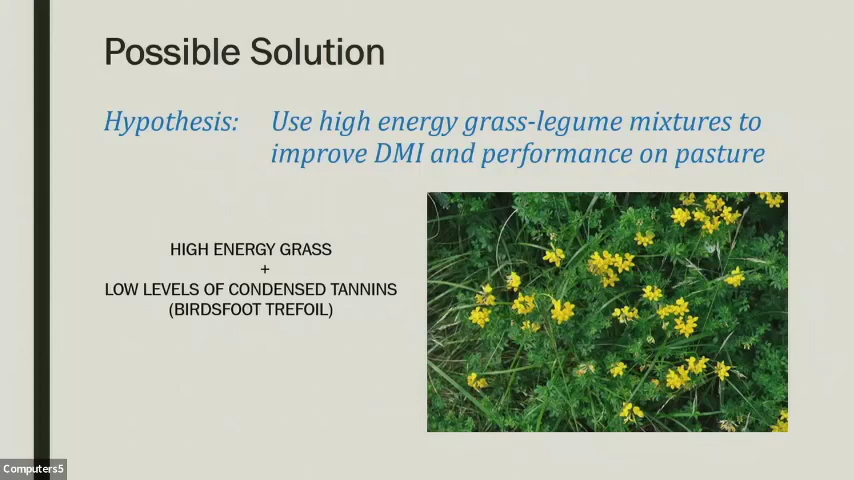 Possible Solution
Hypothesis: Use high energy grass-legume mixtures to
improve DMI and performance on pasture
HIGH ENERGY GRASS
+
LOW LEVELS OF CONDENSED TANNINS
(BIRDSFOOT TREFOIL)
Computers5